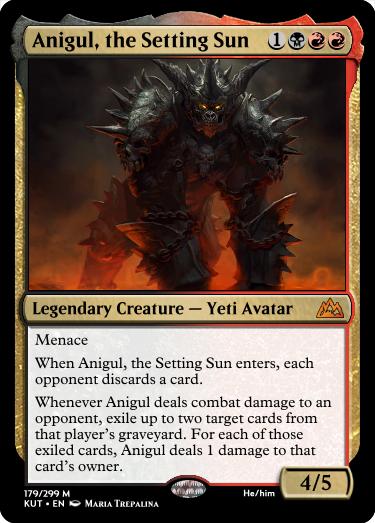 Anigul, the Setting Sun 1
Legendary Creature — Yeti Avatar
Menace
When Anigul, the Setting Sun enters, each
opponent discards a card.
Whenever Anigul deals combat damage to an
opponent, exile up to two target cards from
that player's graveyard. For each of those
exiled cards, Anigul deals 1 damage to that
card's owner.
4/5
179/299 M He/him
KUT • EN Maria Trepalina